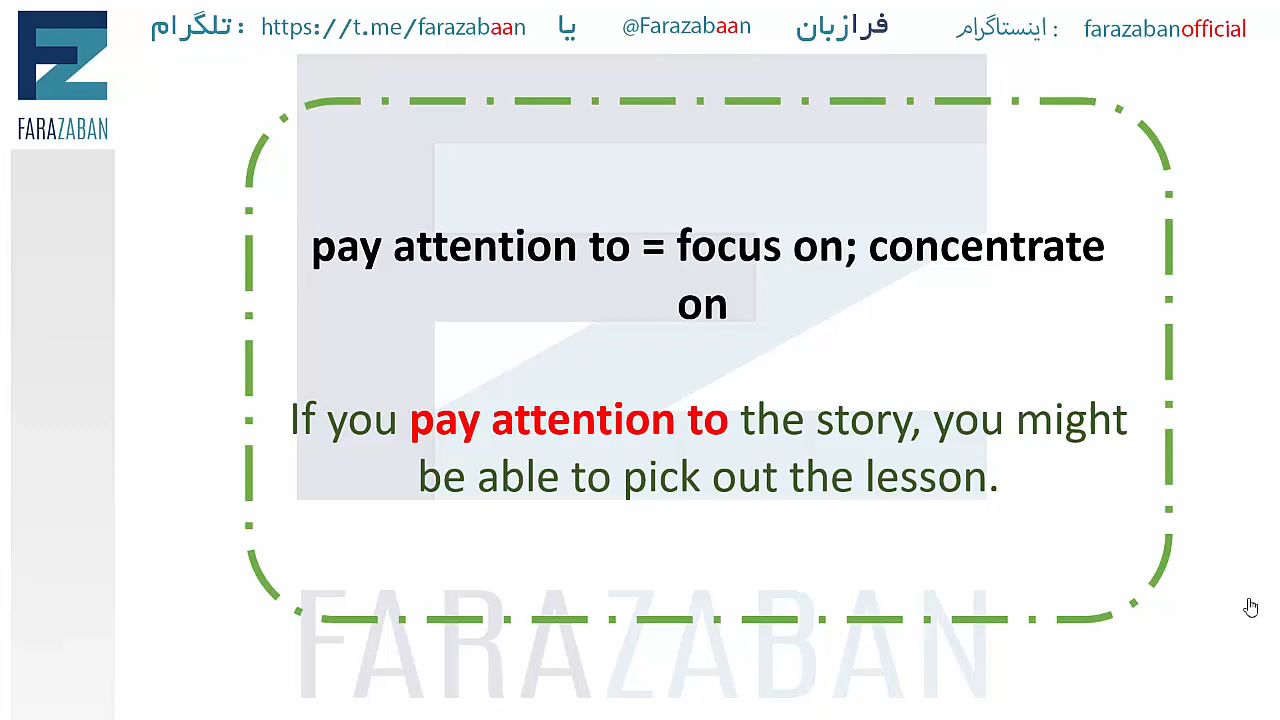 تلگرام : https://t.me/farazabaan یا @Farazabaan فرازبان اینستاگرام : farazabanofficial
FARAZABAN
pay attention to = focus on; concentrate
on
If you pay attention to the story, you might
be able to pick out the lesson.
FARAZABAN